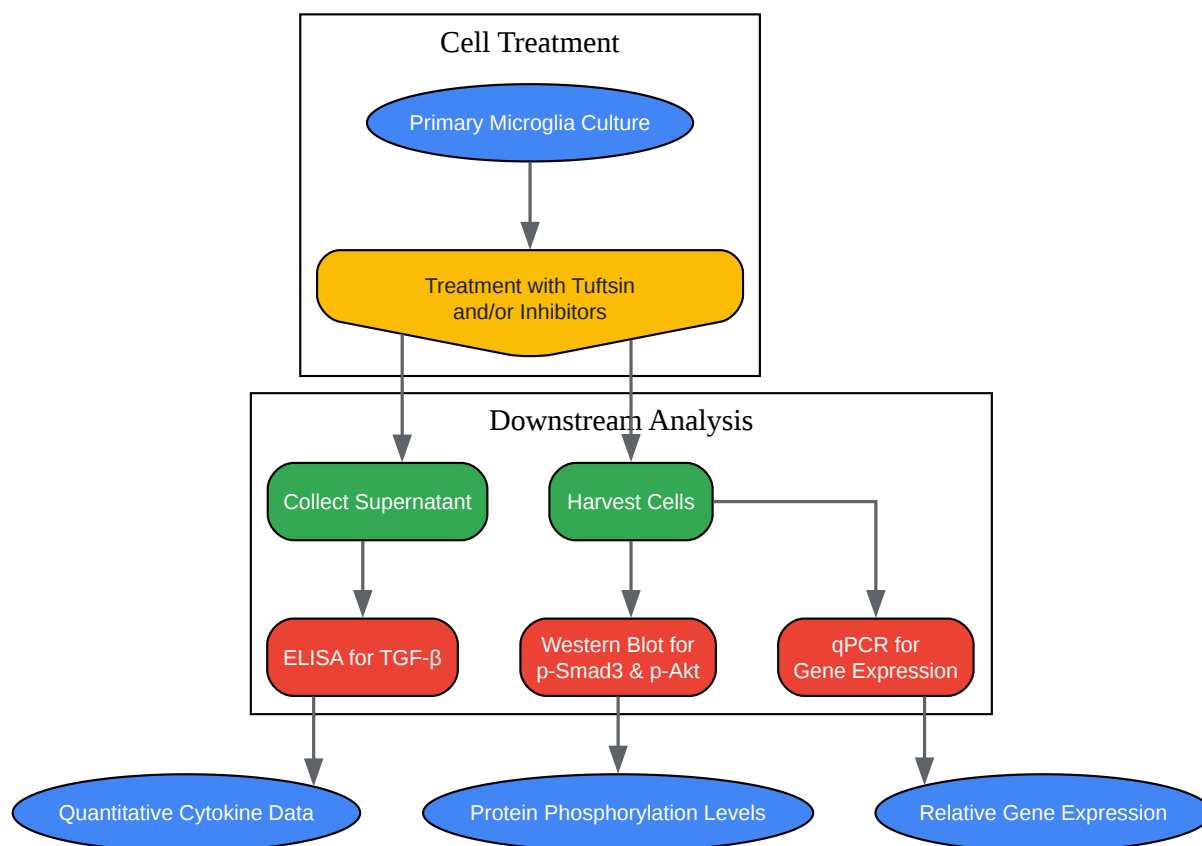 Cell Treatment
Primary Microglia Culture
Treatment with Tuftsin
and/or Inhibitors
Downstream Analysis
Collect Supernatant
Harvest Cells
ELISA for TGF-β
Western Blot for
p-Smad3 & p-Akt
qPCR for
Gene Expression
Quantitative Cytokine Data
Protein Phosphorylation Levels
Relative Gene Expression